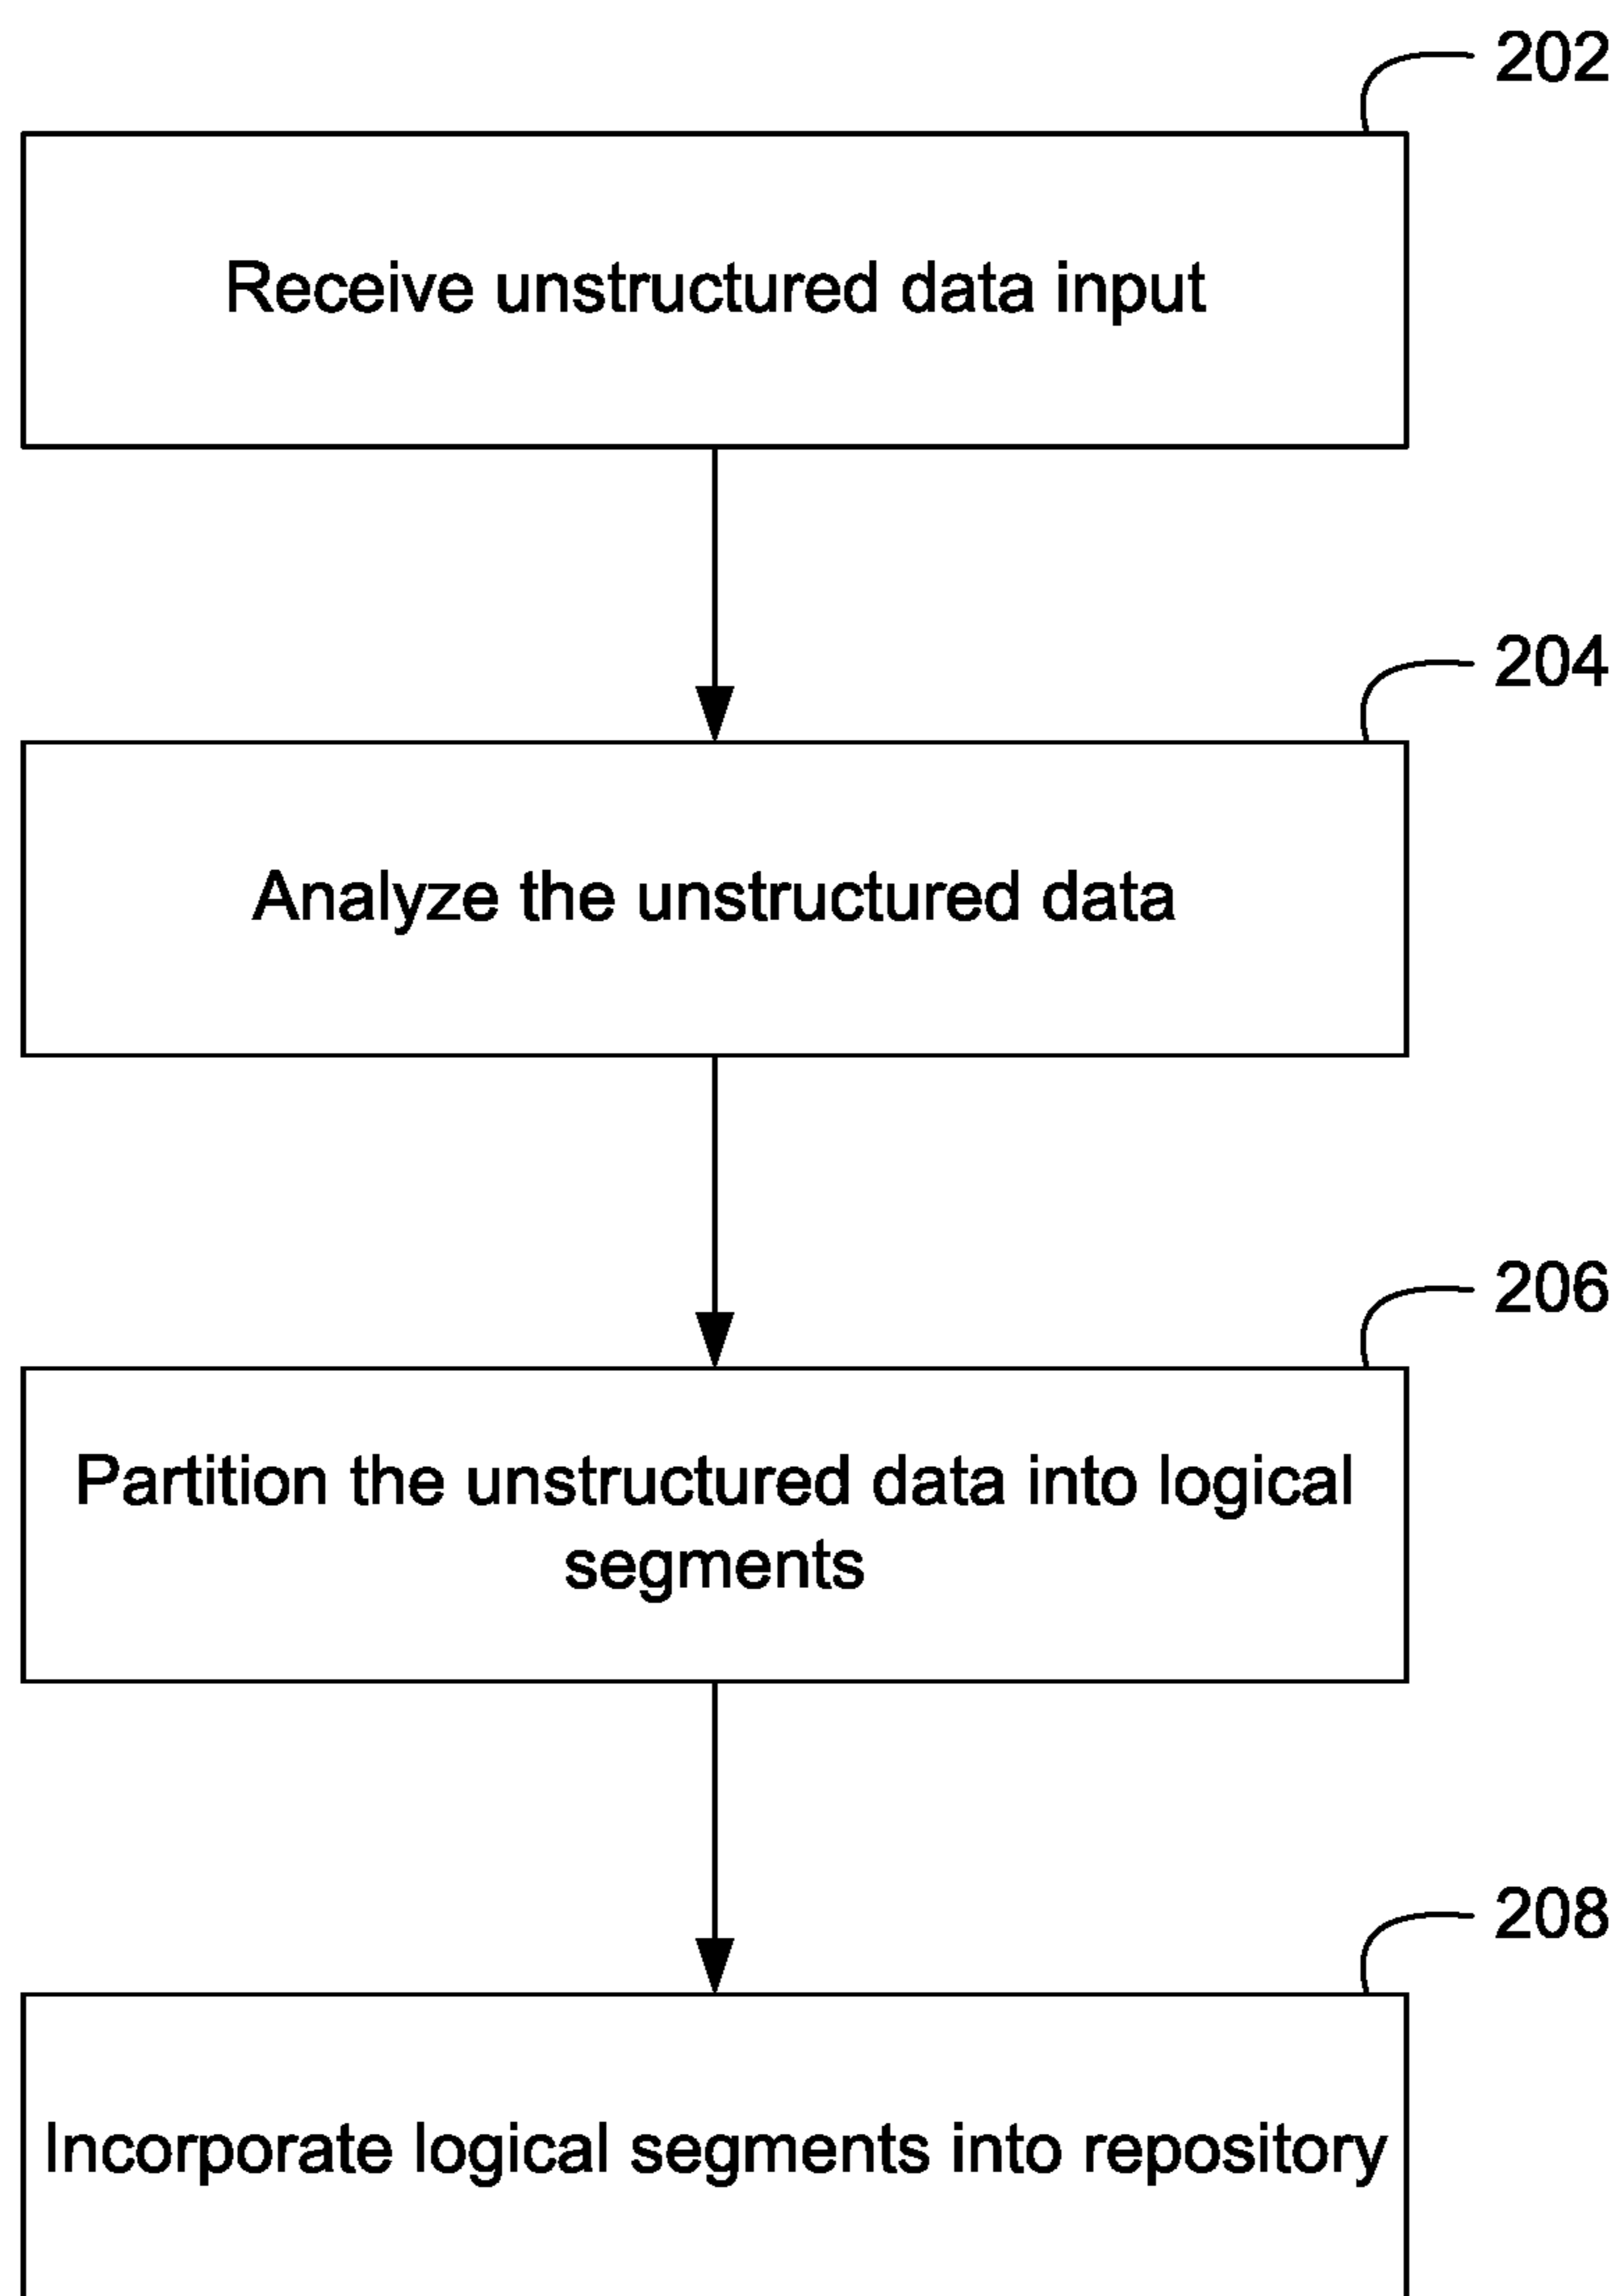 202
Receive unstructured data input
204
Analyze the unstructured data
206
Partition the unstructured data into logical
segments
208
Incorporate logical segments into repository